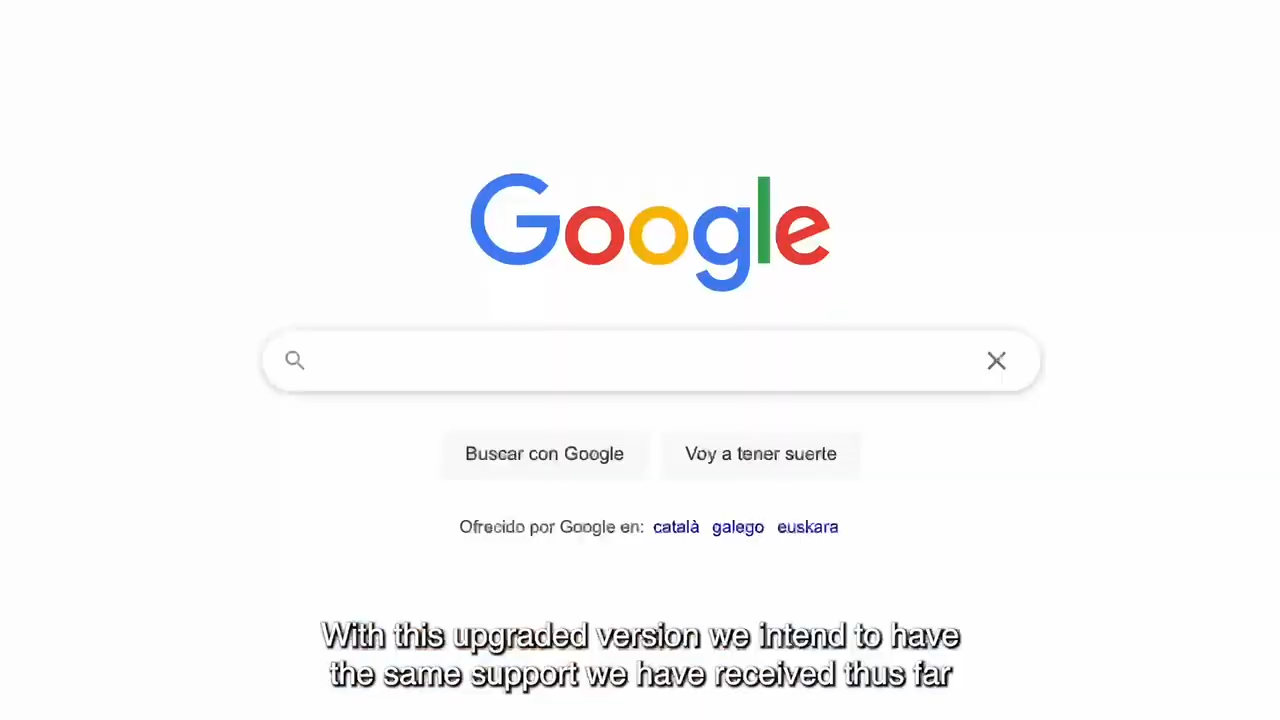 Google
Buscar con Google
Voy a tener suerte
Ofrecido por Google en: català galego euskara
With this upgraded version we intend to have
the same support we have received thus far